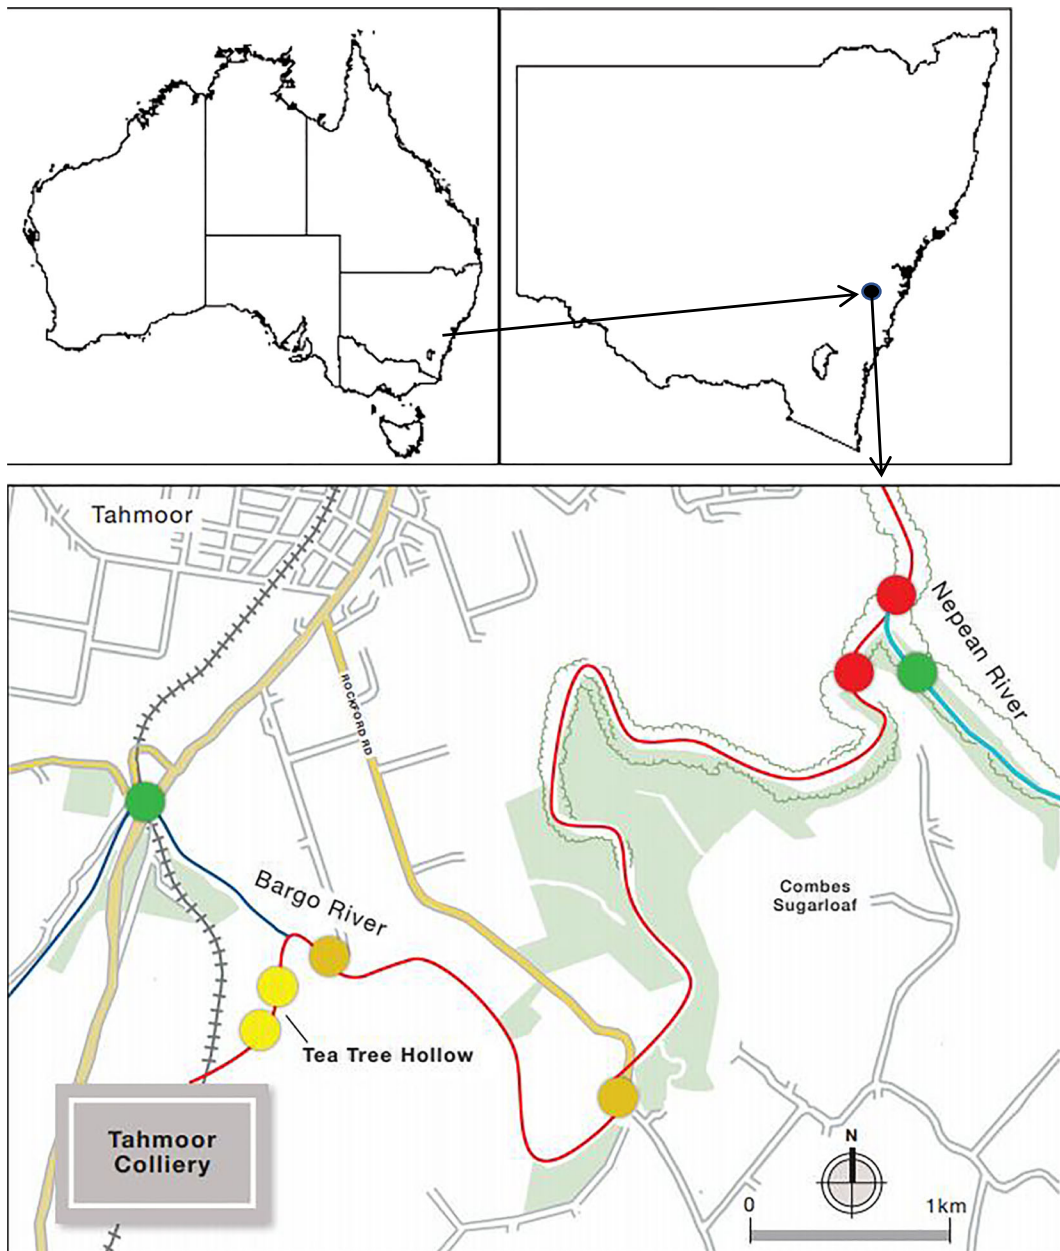 Tahmoor
Nepean River
ROCKFORD RD
Bargo River
Combes
Sugarloaf
Tea Tree Hollow
Tahmoor
Colliery
N
0 1km